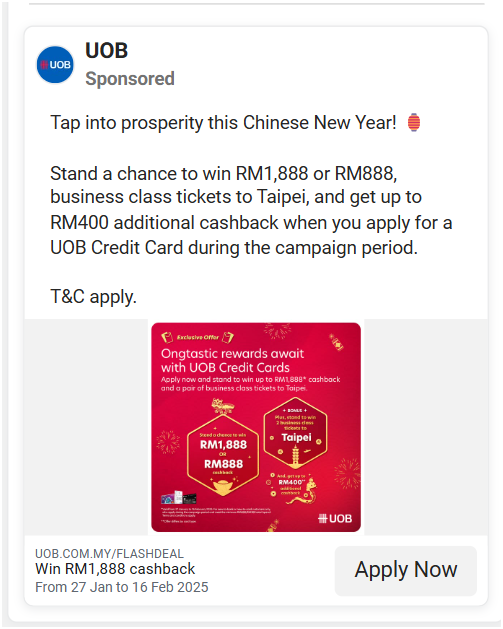 UOB
UOB
Sponsored
Tap into prosperity this Chinese New Year!
Stand a chance to win RM1,888 or RM888,
business class tickets to Taipei, and get up to
RM400 additional cashback when you apply for a
UOB Credit Card during the campaign period.
T&C apply.
Exclusive Offer
Ongtastic rewards await
with UOB Credit Cards
Apply now and stand to win up to RM1,888* cashback
and a pair of business class tickets to Taipei.
Stand a chance to win
RM1,888
OR
RM888
cashback
BONUS
Plus, stand to win
2 business class
tickets to
Taipei
And get up to
RM400**
additional
cashback
UOB
UOB.COM.MY/FLASHDEAL
Win RM1,888 cashback
From 27 Jan to 16 Feb 2025
Apply Now